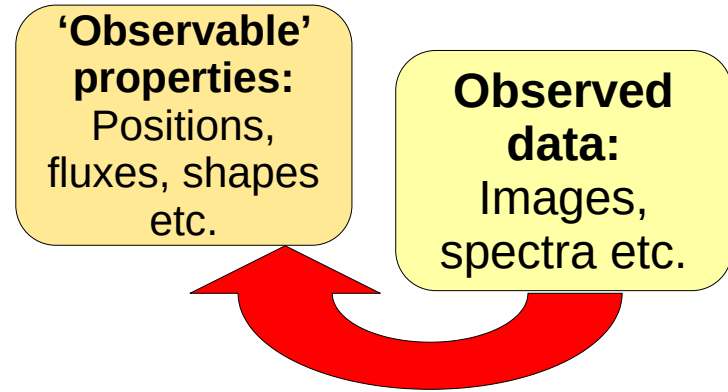 ‘Observable’
properties:
Positions,
fluxes, shapes
etc.
Observed
data:
Images,
spectra etc.